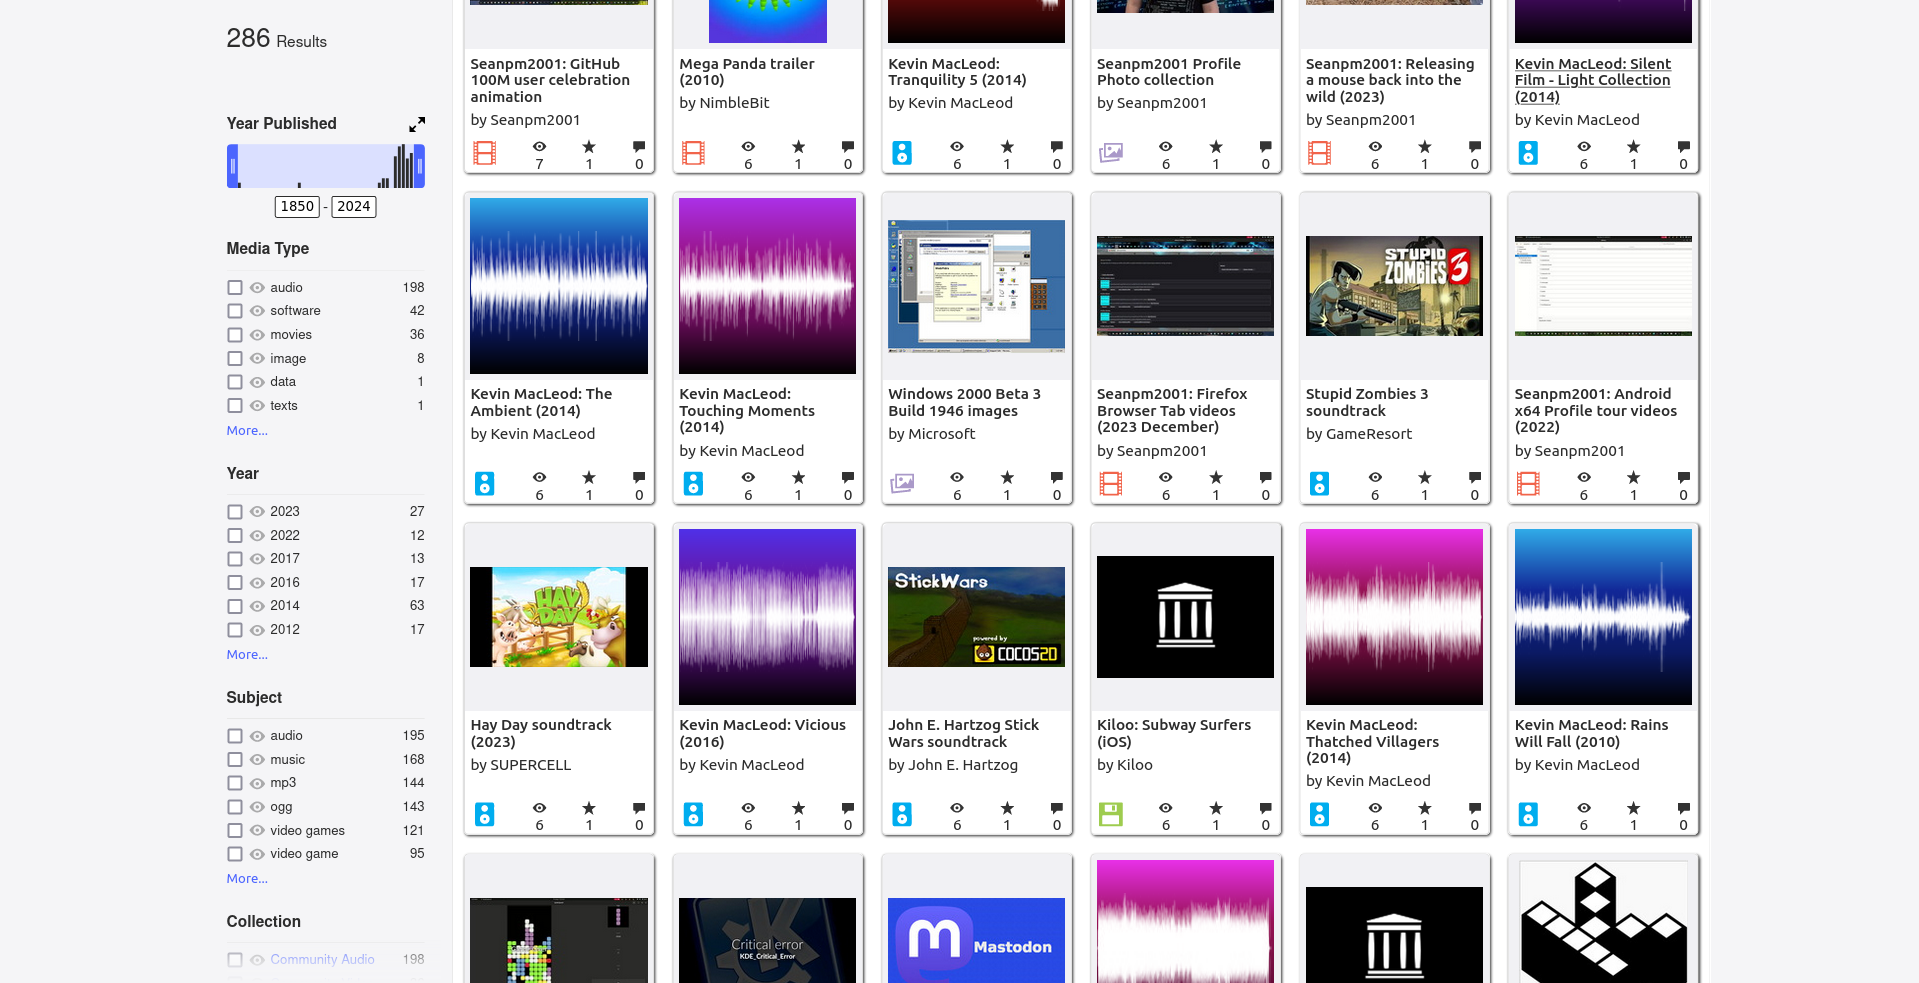 286 Results
Year Published
1850 - 2024
Media Type
audio 198
software 42
movies 36
image 8
data 1
texts 1
More...
Year
2023 27
2022 12
2017 13
2016 17
2014 63
2012 17
More...
Subject
audio 195
music 168
mp3 144
ogg 143
video games 121
video game 95
More...
Collection
Community Audio 198
Seanpm2001: GitHub
100M user celebration
animation
by Seanpm2001
7 1 0
Mega Panda trailer
(2010)
by NimbleBit
6 1 0
Kevin MacLeod:
Tranquility 5 (2014)
by Kevin MacLeod
6 1 0
Seanpm2001 Profile
Photo collection
by Seanpm2001
6 1 0
Seanpm2001: Releasing
a mouse back into the
wild (2023)
by Seanpm2001
6 1 0
Kevin MacLeod: Silent
Film - Light Collection
(2014)
by Kevin MacLeod
6 1 0
Kevin MacLeod: The
Ambient (2014)
by Kevin MacLeod
6 1 0
Kevin MacLeod:
Touching Moments
(2014)
by Kevin MacLeod
6 1 0
Windows 2000 Beta 3
Build 1946 images
by Microsoft
6 1 0
Seanpm2001: Firefox
Browser Tab videos
(2023 December)
by Seanpm2001
6 1 0
STUPID
ZOMBIES 3
Stupid Zombies 3
soundtrack
by GameResort
6 1 0
Seanpm2001: Android
x64 Profile tour videos
(2022)
by Seanpm2001
6 1 0
HAY
DAY
Hay Day soundtrack
(2023)
by SUPERCELL
6 1 0
Kevin MacLeod: Vicious
(2016)
by Kevin MacLeod
6 1 0
StickWars
powered by
COCOS2D
John E. Hartzog Stick
Wars soundtrack
by John E. Hartzog
6 1 0
Kiloo: Subway Surfers
(iOS)
by Kiloo
6 1 0
Kevin MacLeod:
Thatched Villagers
(2014)
by Kevin MacLeod
6 1 0
Kevin MacLeod: Rains
Will Fall (2010)
by Kevin MacLeod
6 1 0
Critical error
KDE_Critical_Error
Mastodon